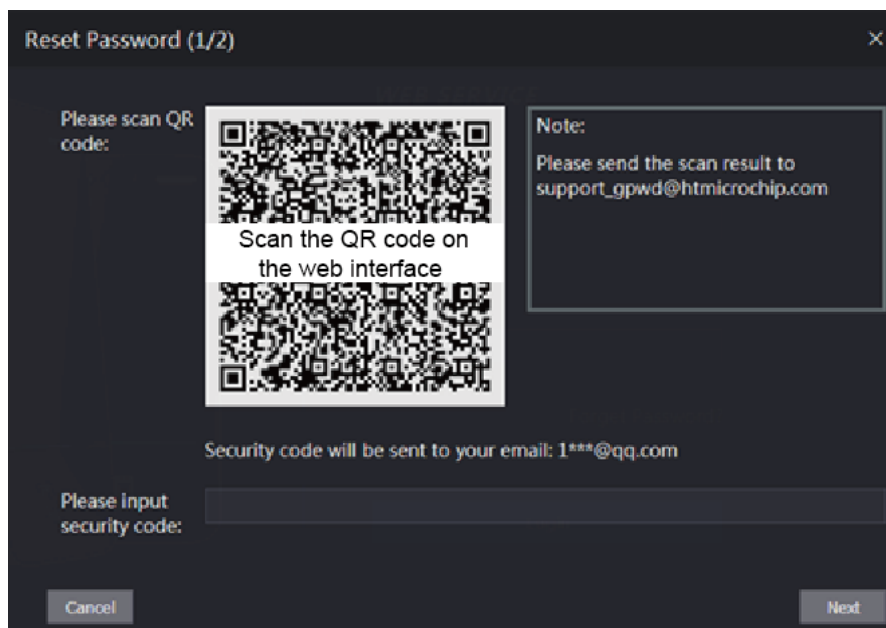 Reset Password (1/2)
Please scan QR
code:
Scan the QR code on
the web interface
Note:
Please send the scan result to
support_gpwd@htmicrochip.com
Security code will be sent to your email: 1***@qq.com
Please input
security code:
Cancel
Next